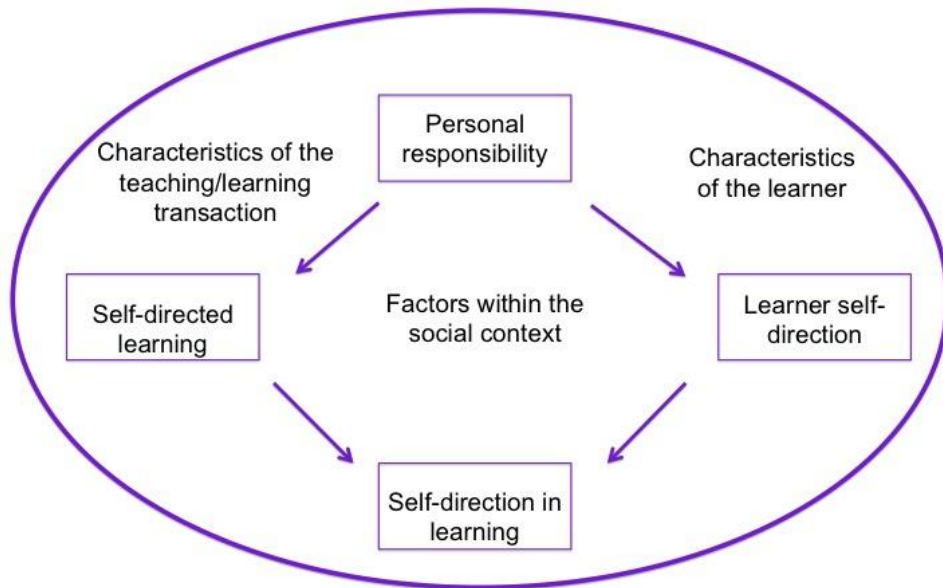 Personal
responsibility
Characteristics of the
teaching/learning
transaction
Characteristics
of the learner
Self-directed
learning
Factors within the
social context
Learner self-
direction
Self-direction in
learning